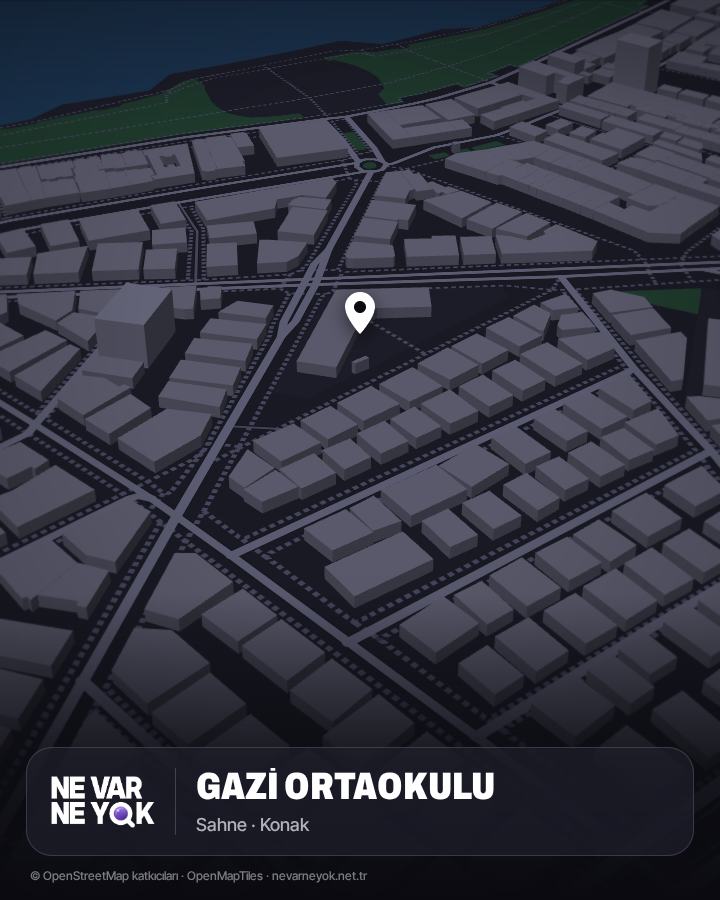 NE VAR
NE YOK
GAZİ ORTAOKULU
Sahne · Konak
© OpenStreetMap katkıcıları · OpenMapTiles · nevarneyok.net.tr